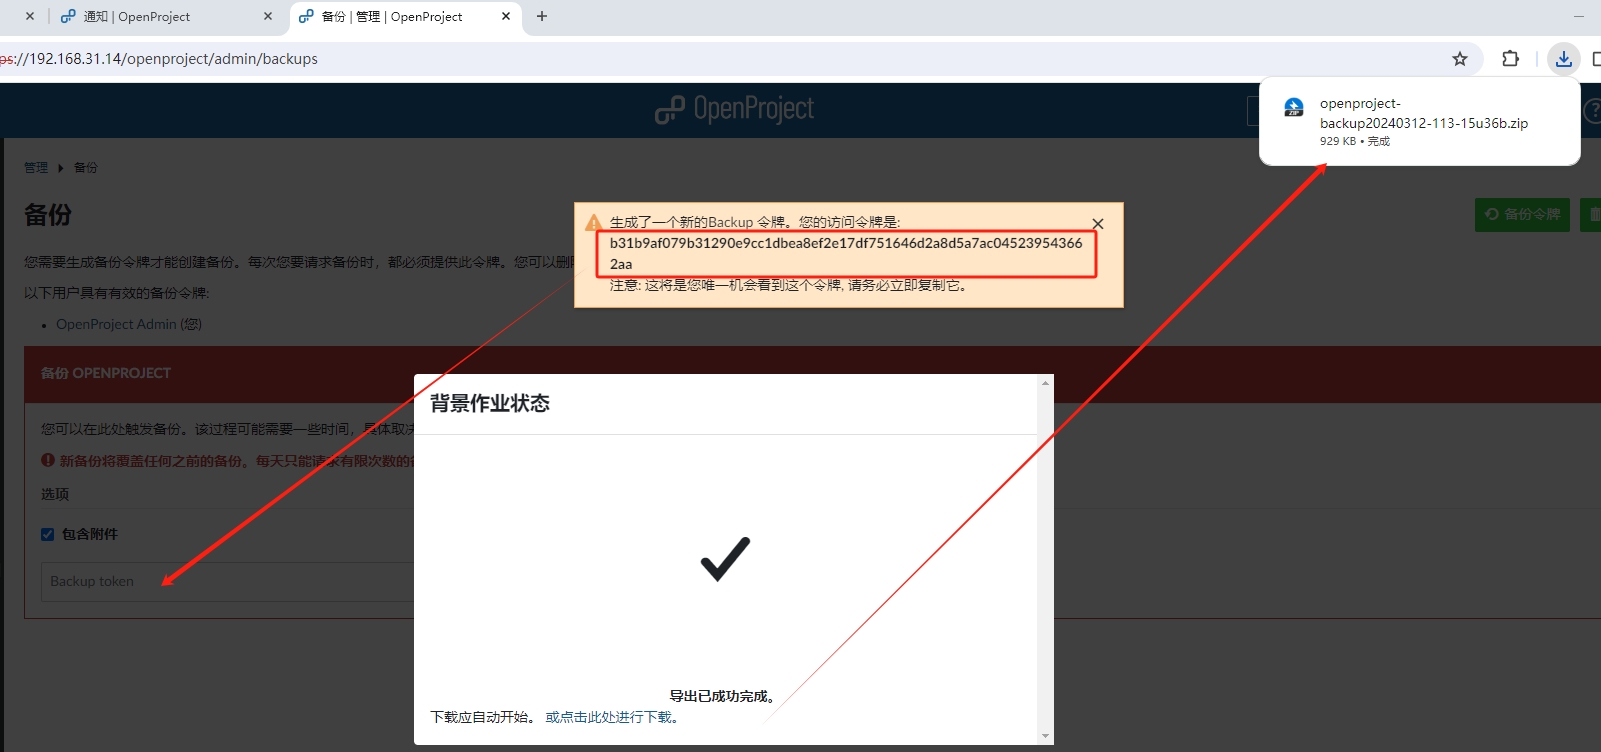 通知 | OpenProject
备份 | 管理 | OpenProject
ps://192.168.31.14/openproject/admin/backups
OpenProject
openproject-
backup20240312-113-15u36b.zip
929 KB • 完成
管理 备份
备份
备份令牌
生成了一个新的Backup 令牌。您的访问令牌是:
b31b9af079b31290e9cc1dbea8ef2e17df751646d2a8d5a7ac04523954366
2aa
注意: 这将是您唯一机会看到这个令牌, 请务必立即复制它。
您需要生成备份令牌才能创建备份。每次您要请求备份时，都必须提供此令牌。您可以删
以下用户具有有效的备份令牌:
OpenProject Admin (您)
备份 OPENPROJECT
您可以在此处触发备份。该过程可能需要一些时间，具体取决
新备份将覆盖任何之前的备份。每天只能请求有限次数的备
选项
包含附件
Backup token
背景作业状态
导出已成功完成。
下载应自动开始。 或点击此处进行下载。